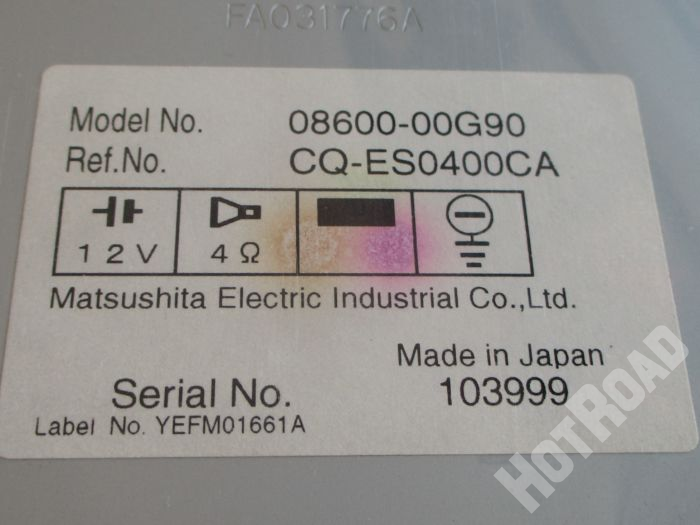 FA031776A
Model No. 08600-00G90
Ref.No. CQ-ES0400CA
12V 4Ω
Matsushita Electric Industrial Co.,Ltd.
Made in Japan
Serial No. 103999
Label No. YEFM01661A
HOTROAD